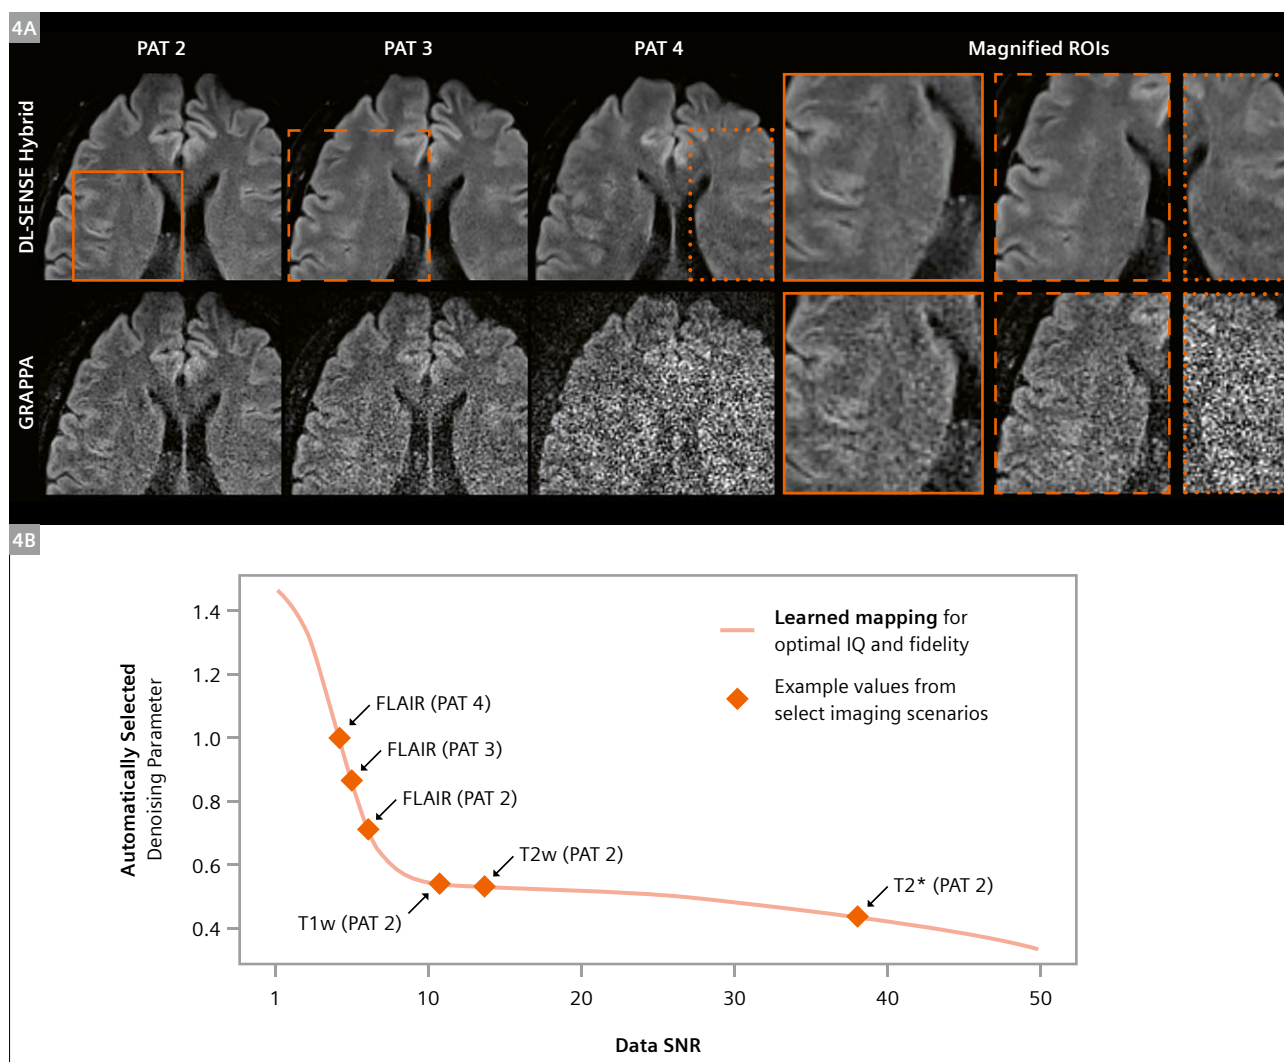 4A
PAT 2
PAT 3
PAT 4
Magnified ROIs
DL-SENSE Hybrid
GRAPPA
4B
Automatically Selected
Denoising Parameter
1.4
1.2
1.0
0.8
0.6
0.4
Learned mapping for
optimal IQ and fidelity
Example values from
select imaging scenarios
FLAIR (PAT 4)
FLAIR (PAT 3)
FLAIR (PAT 2)
T2w (PAT 2)
T2* (PAT 2)
T1w (PAT 2)
1
10
20
30
40
50
Data SNR